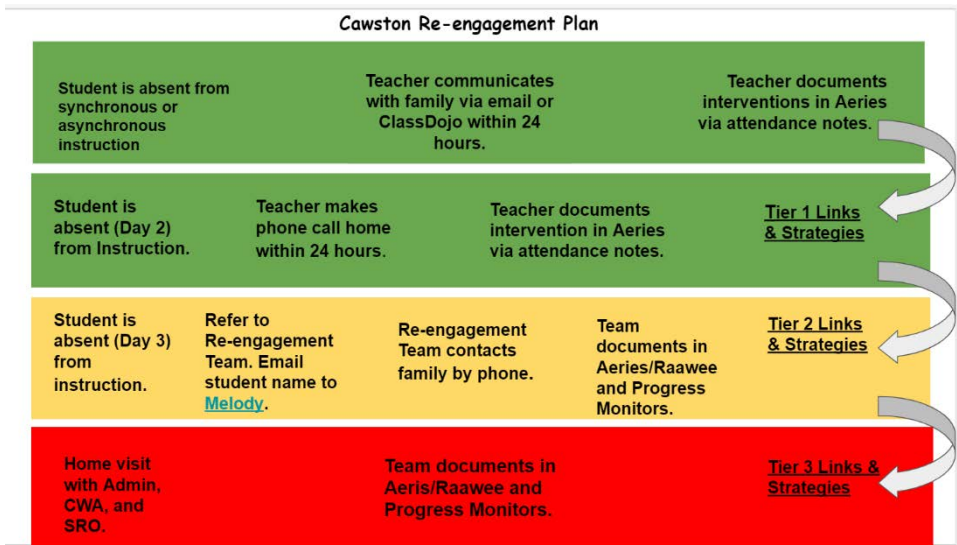 Cawston Re-engagement Plan
Student is absent from
synchronous or
asynchronous
instruction
Teacher communicates
with family via email or
ClassDojo within 24
hours.
Teacher documents
interventions in Aeries
via attendance notes.
Student is
absent (Day 2)
from Instruction.
Teacher makes
phone call home
within 24 hours.
Teacher documents
intervention in Aeries
via attendance notes.
Tier 1 Links
& Strategies
Student is
absent (Day 3)
from
instruction.
Refer to
Re-engagement
Team. Email
student name to
Melody.
Re-engagement
Team contacts
family by phone.
Team
documents in
Aeries/Raawee
and Progress
Monitors.
Tier 2 Links
& Strategies
Home visit
with Admin,
CWA, and
SRO.
Team documents in
Aeris/Raawee and
Progress Monitors.
Tier 3 Links &
Strategies